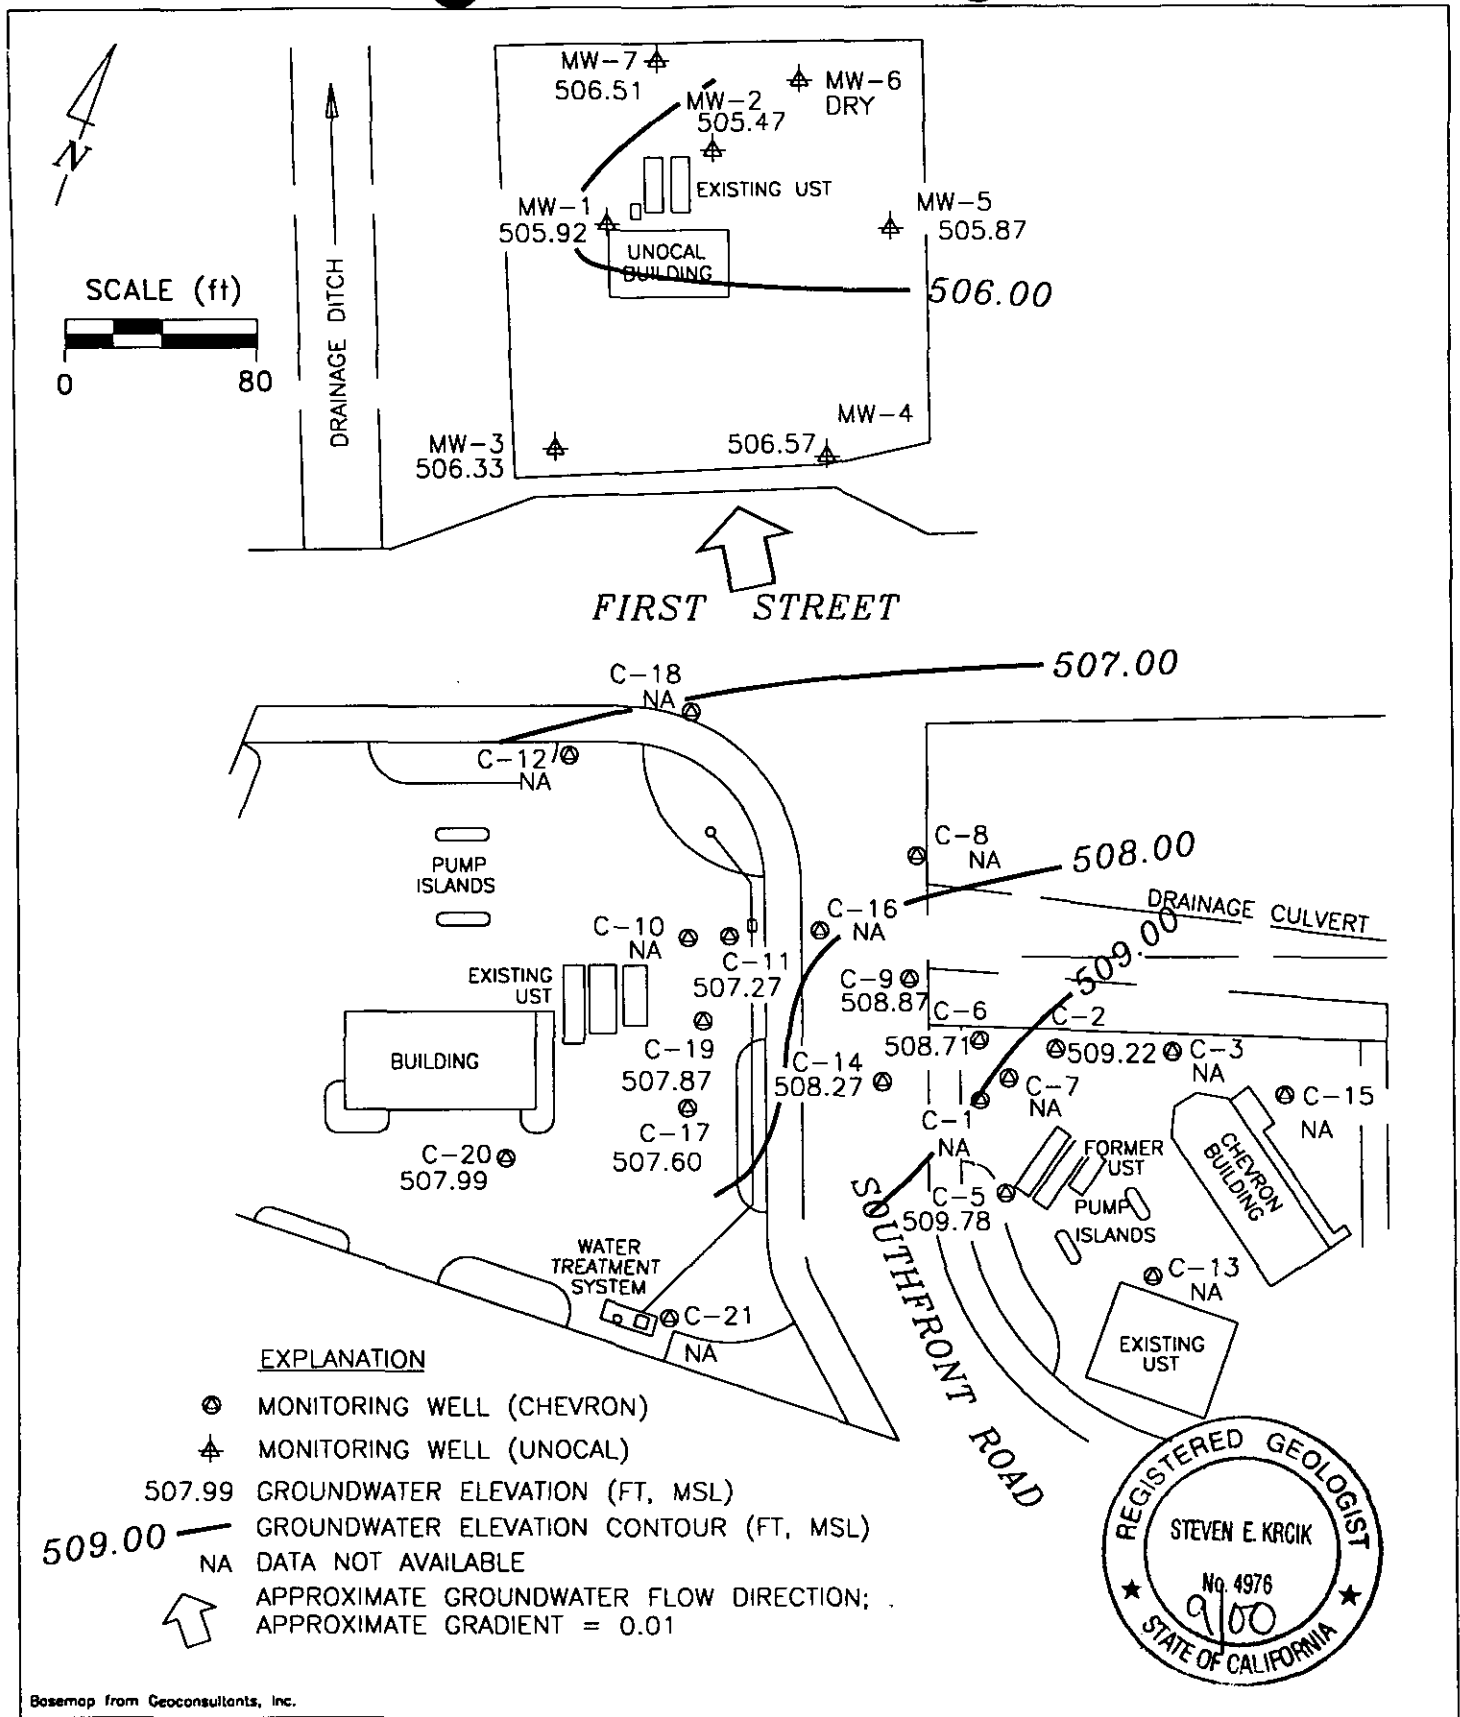 MW-7
506.51
MW-6
DRY
MW-2
505.47
EXISTING UST
MW-1
505.92
MW-5
505.87
UNOCAL
BUILDING
506.00
N
SCALE (ft)
0 80
DRAINAGE DITCH
MW-4
506.57
MW-3
506.33
FIRST STREET
507.00
C-18
NA
C-12
NA
C-8
NA
508.00
PUMP
ISLANDS
DRAINAGE CULVERT
C-16
NA
C-10
NA
C-11
507.27
509.00
EXISTING
UST
C-9
508.87
C-6
508.71
C-2
509.22
C-3
NA
BUILDING
C-19
507.87
C-14
508.27
C-7
NA
C-15
NA
C-1
NA
C-17
507.60
C-20
507.99
FORMER
UST
CHEVRON
BUILDING
C-5
509.78
PUMP
ISLANDS
SOUTHFRONT ROAD
WATER
TREATMENT
SYSTEM
C-13
NA
C-21
NA
EXISTING
UST
EXPLANATION
MONITORING WELL (CHEVRON)
MONITORING WELL (UNOCAL)
507.99 GROUNDWATER ELEVATION (FT, MSL)
509.00 GROUNDWATER ELEVATION CONTOUR (FT, MSL)
NA DATA NOT AVAILABLE
APPROXIMATE GROUNDWATER FLOW DIRECTION;
APPROXIMATE GRADIENT = 0.01
REGISTERED GEOLOGIST
STEVEN E. KRCIK
No. 4976
STATE OF CALIFORNIA
Basemap from Geoconsultants, Inc.